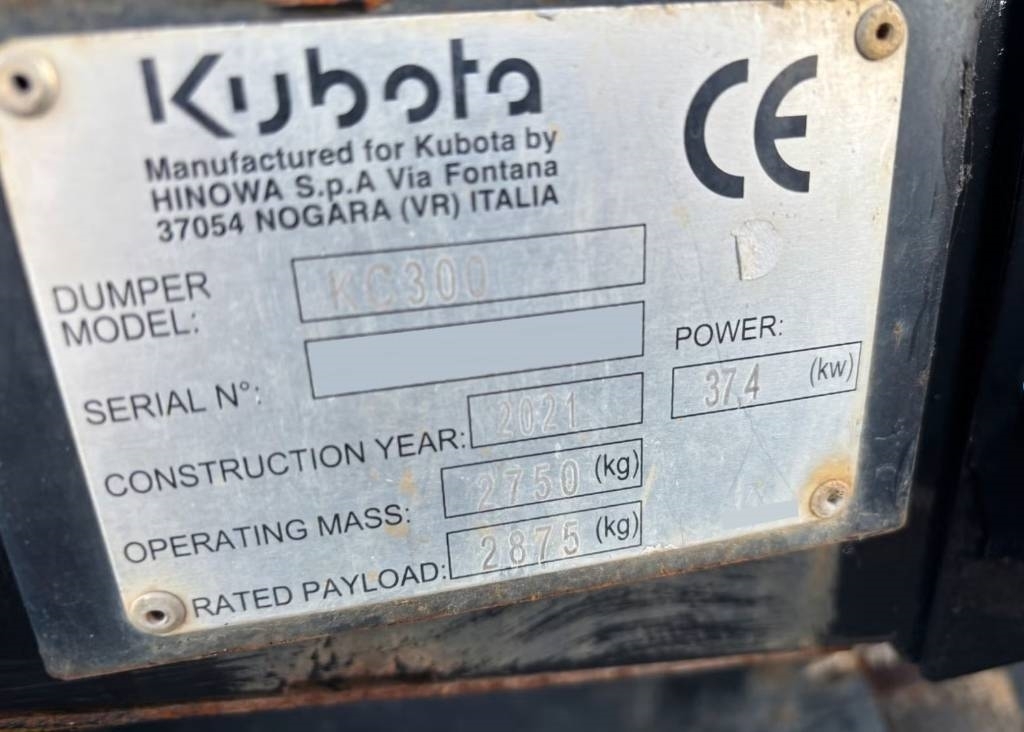 Kubota
CE
Manufactured for Kubota by
HINOWA S.p.A Via Fontana
37054 NOGARA (VR) ITALIA
DUMPER
MODEL: KC300
SERIAL N°:
POWER:
37,4 (kw)
CONSTRUCTION YEAR: 2021
OPERATING MASS: 2750 (kg)
RATED PAYLOAD: 2875 (kg)